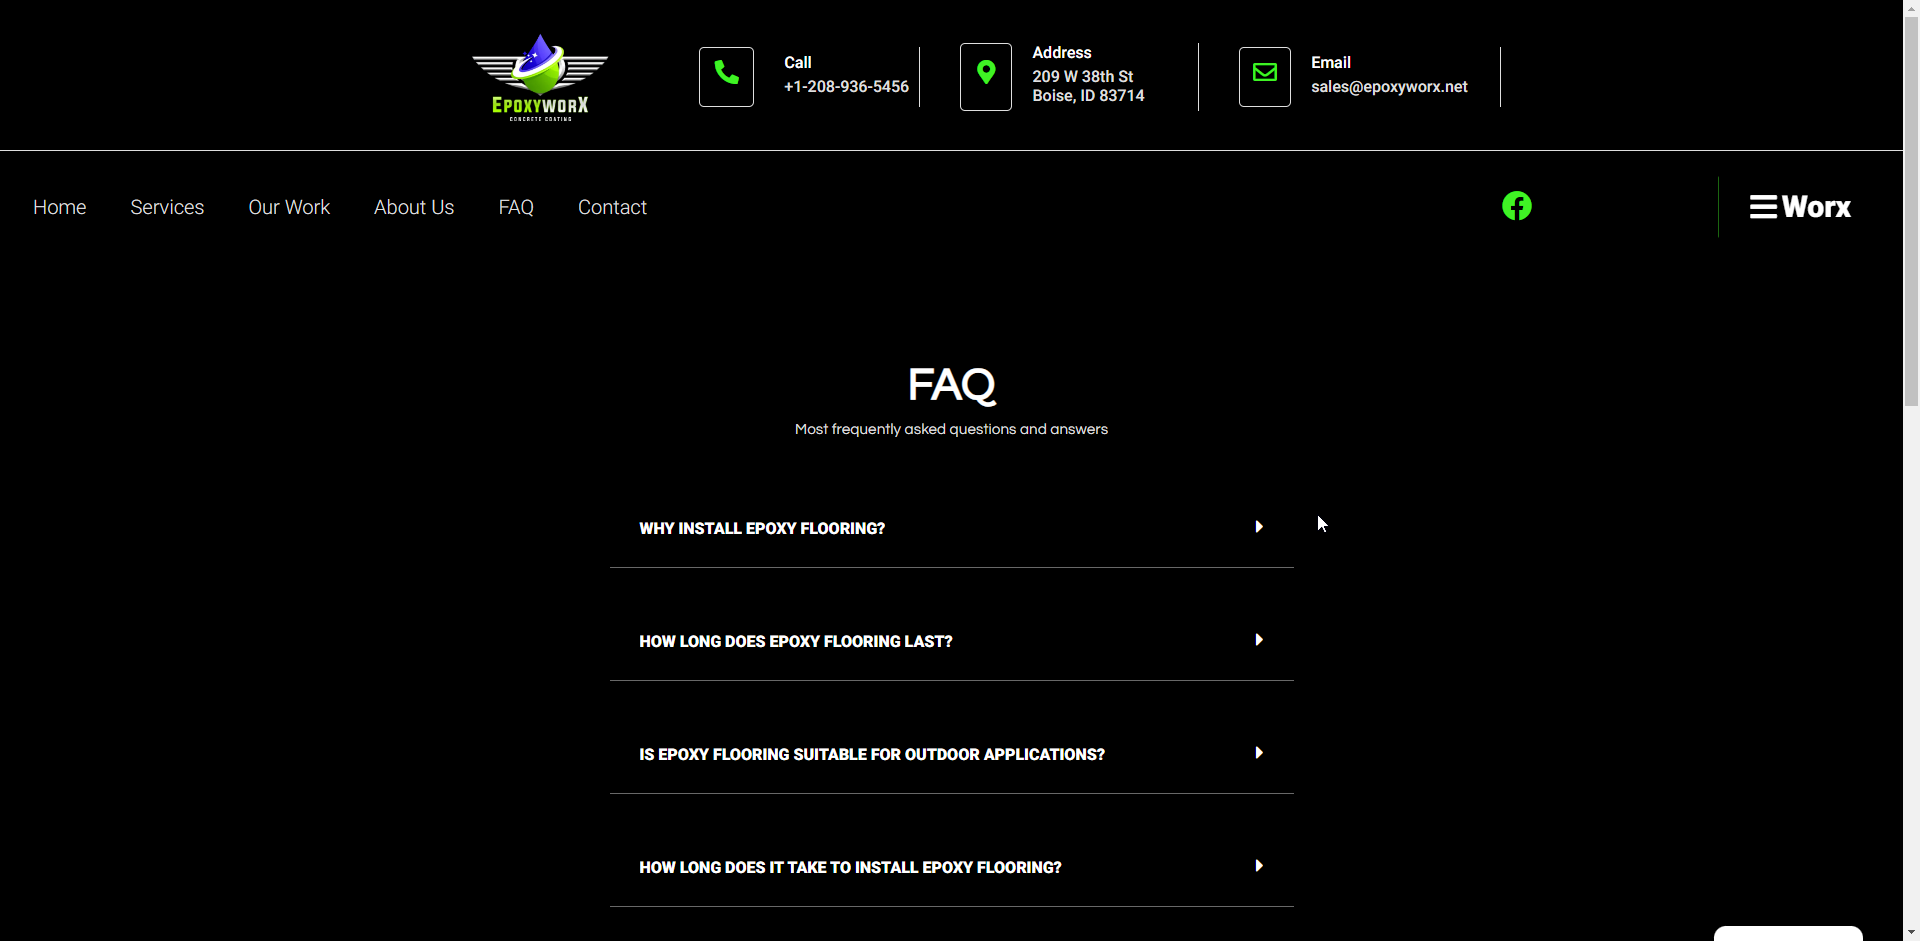 EPOXYWORX
CONCRETE COATING
Call
+1-208-936-5456
Address
209 W 38th St
Boise, ID 83714
Email
sales@epoxyworx.net
Home
Services
Our Work
About Us
FAQ
Contact
Worx
FAQ
Most frequently asked questions and answers
WHY INSTALL EPOXY FLOORING?
HOW LONG DOES EPOXY FLOORING LAST?
IS EPOXY FLOORING SUITABLE FOR OUTDOOR APPLICATIONS?
HOW LONG DOES IT TAKE TO INSTALL EPOXY FLOORING?